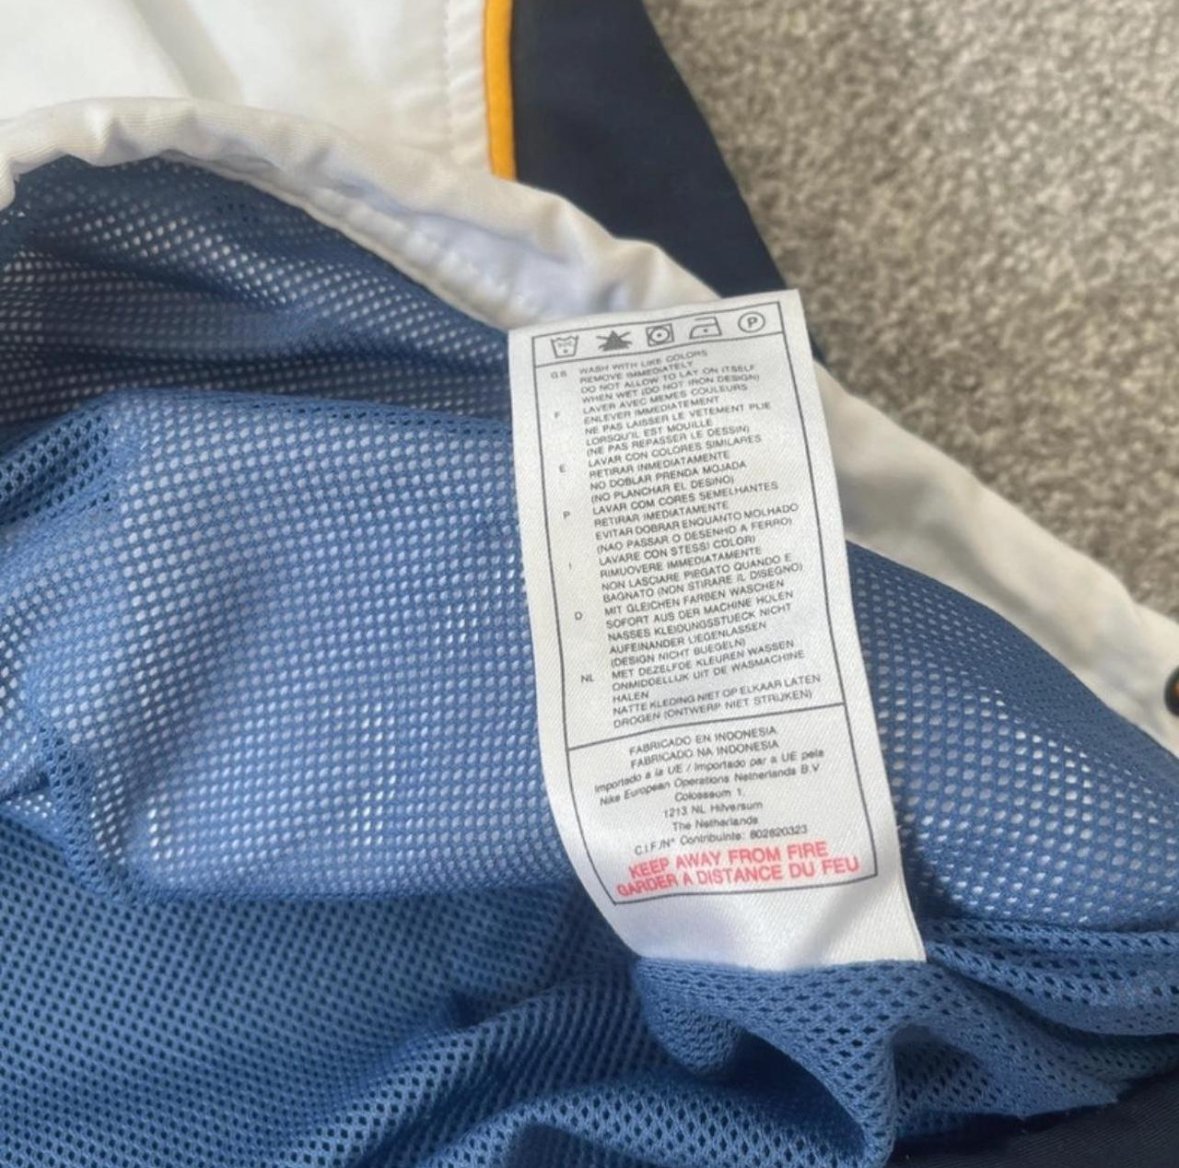 P
GB WASH WITH LIKE COLORS
REMOVE IMMEDIATELY
DO NOT ALLOW TO LAY ON ITSELF
WHEN WET (DO NOT IRON DESIGN)
F LAVER AVEC MEMES COULEURS
ENLEVER IMMEDIATEMENT
NE PAS LAISSER LE VETEMENT PLIE
LORSQU'IL EST MOUILLE
(NE PAS REPASSER LE DESSIN)
E LAVAR CON COLORES SIMILARES
RETIRAR INMEDIATAMENTE
NO DOBLAR PRENDA MOJADA
(NO PLANCHAR EL DESINO)
P LAVAR COM CORES SEMELHANTES
RETIRAR IMEDIATAMENTE
EVITAR DOBRAR ENQUANTO MOLHADO
(NAO PASSAR O DESENHO A FERRO)
I LAVARE CON STESSI COLORI
RIMUOVERE IMMEDIATAMENTE
NON LASCIARE PIEGATO QUANDO E
BAGNATO (NON STIRARE IL DISEGNO)
D MIT GLEICHEN FARBEN WASCHEN
SOFORT AUS DER MACHINE HOLEN
NASSES KLEIDUNGSSTUECK NICHT
AUFEINANDER LIEGENLASSEN
(DESIGN NICHT BUEGELN)
NL MET DEZELFDE KLEUREN WASSEN
ONMIDDELLIJK UIT DE WASMACHINE
HALEN
NATTE KLEDING NIET OP ELKAAR LATEN
DROGEN (ONTWERP NIET STRIJKEN)
FABRICADO EN INDONESIA
FABRICADO NA INDONESIA
Importado a la UE / Importado par a UE pela
Nike European Operations Netherlands B.V
Colosseum 1.
1213 NL Hilversum
The Netherlands
C.I.F./N° Contribuinte: 802820323
KEEP AWAY FROM FIRE
GARDER A DISTANCE DU FEU